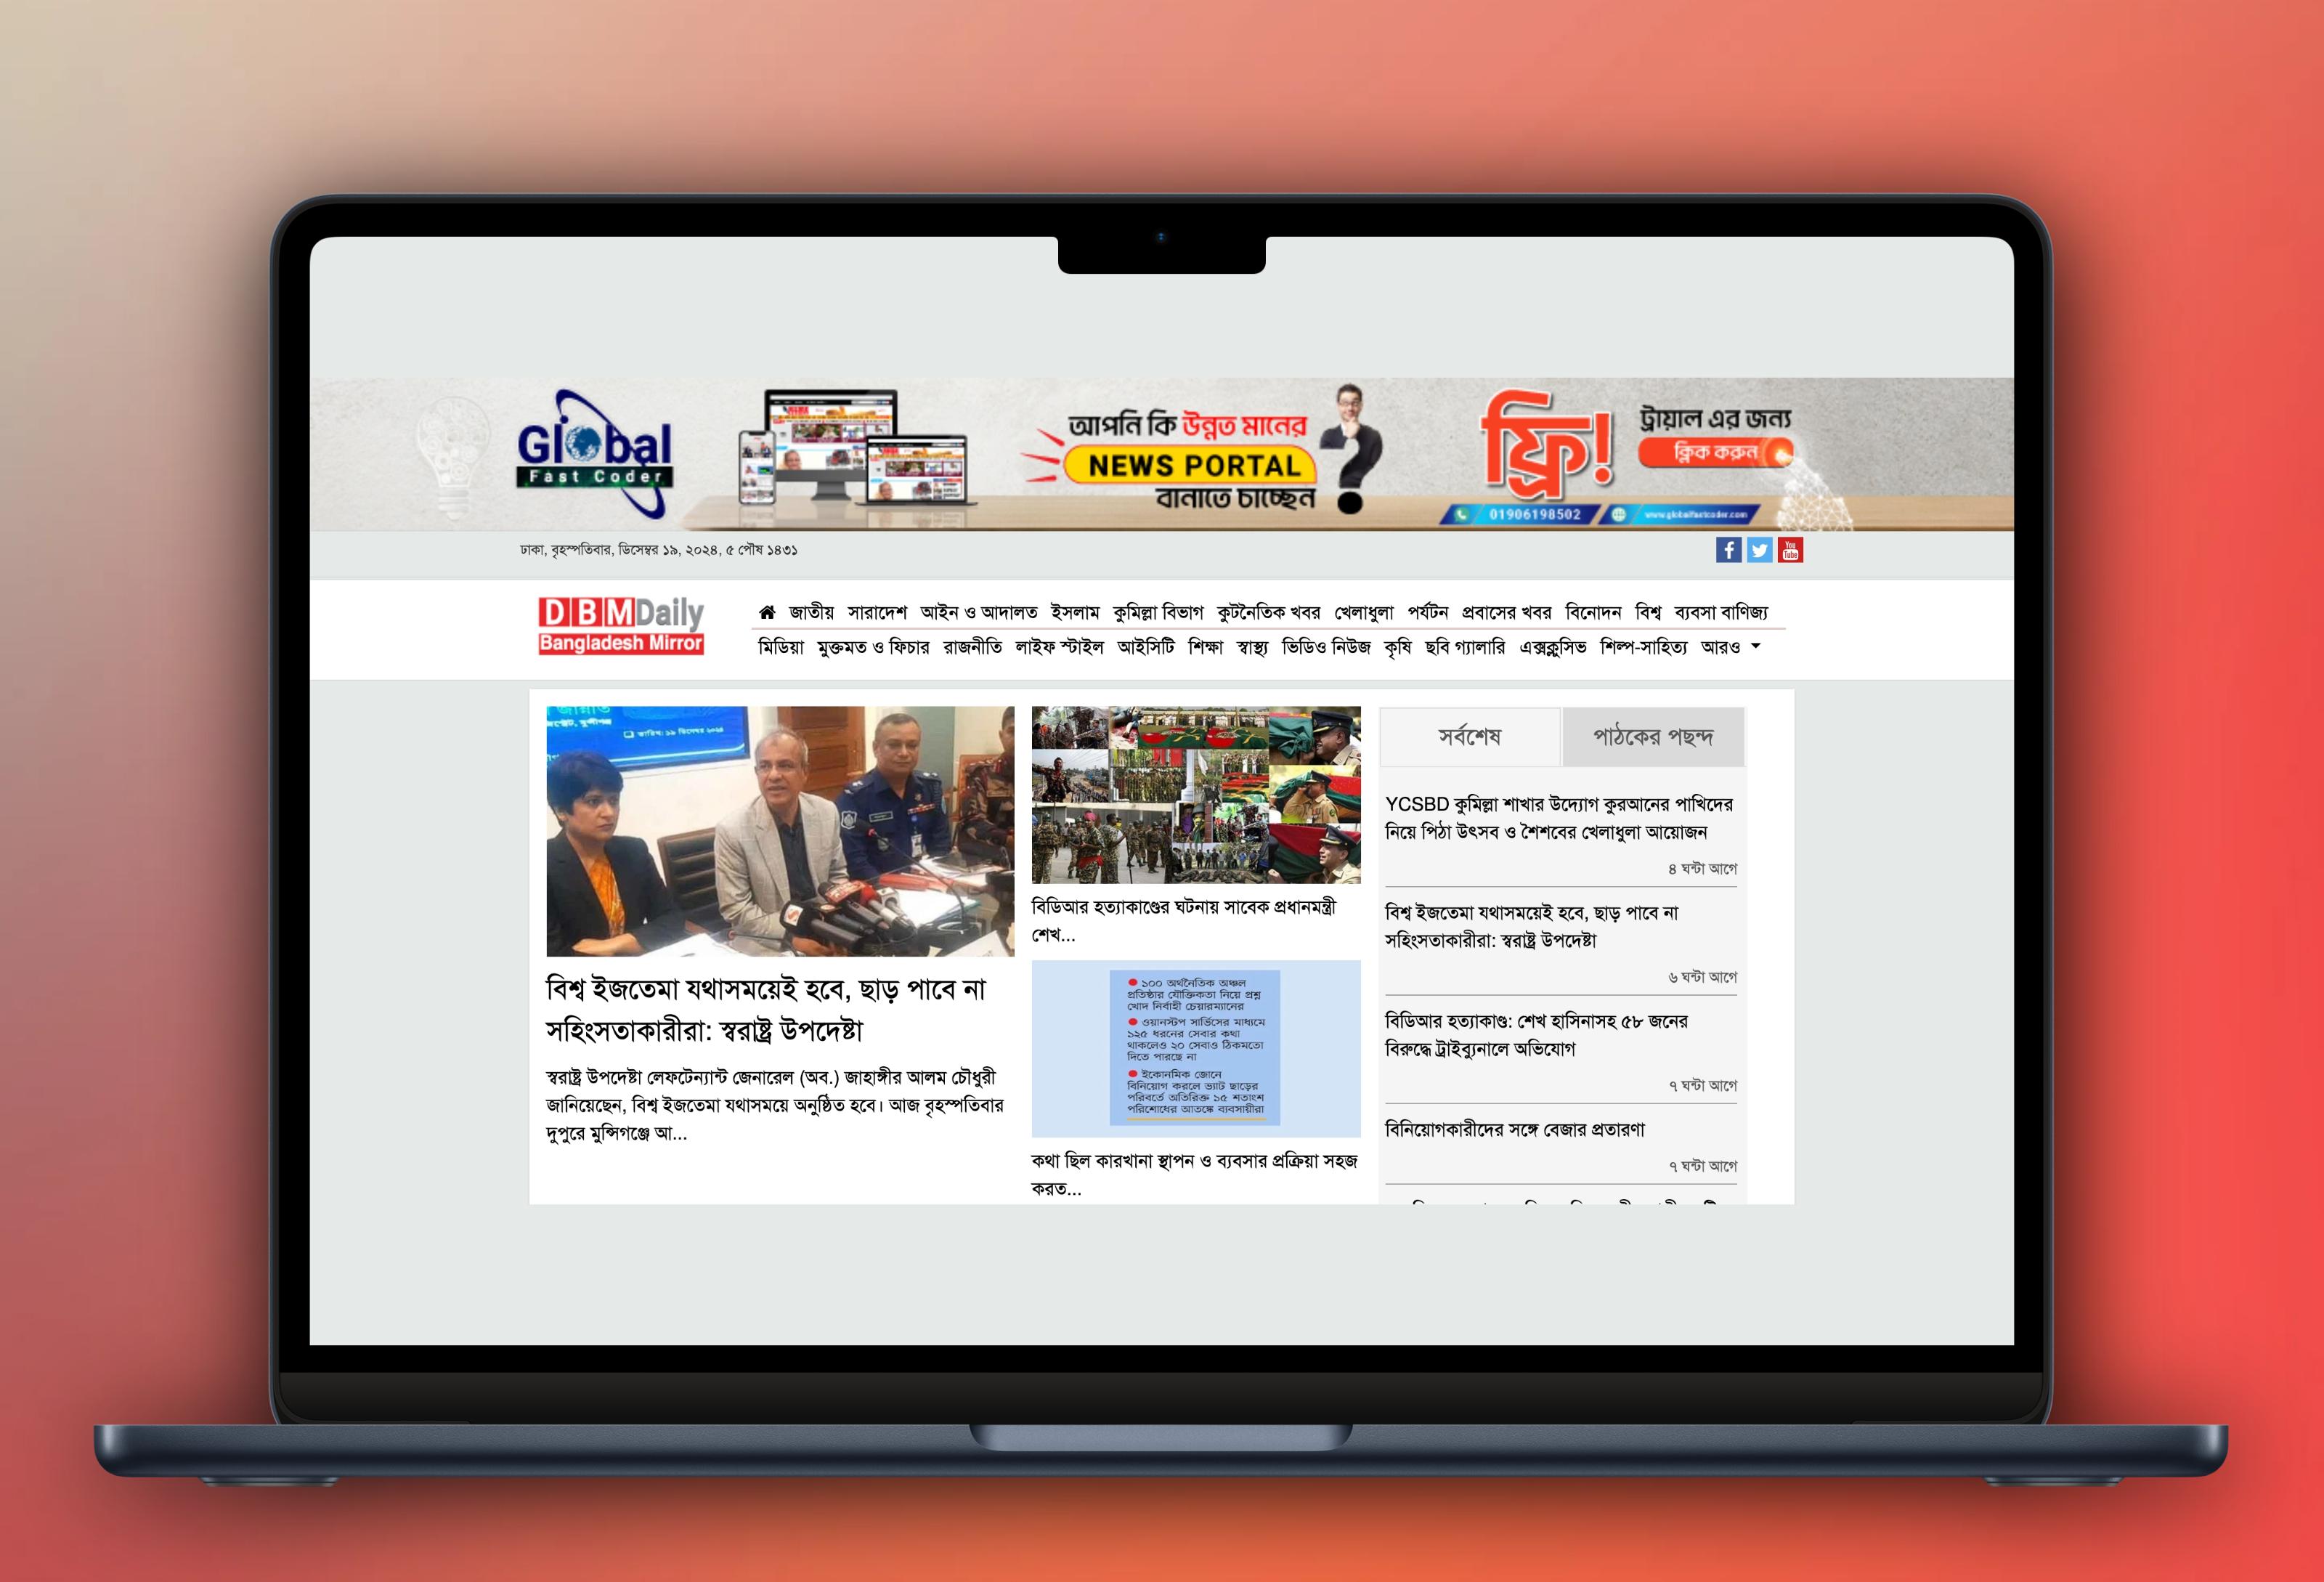 Global
Fast Coder
আপনি কি উন্নত মানের
NEWS PORTAL
বানাতে চাচ্ছেন
?
ফ্রি!
ট্রায়াল এর জন্য
ক্লিক করুন
01906198502
www.globalfastcoder.com
ঢাকা, বৃহস্পতিবার, ডিসেম্বর ১৯, ২০২৪, ৫ পৌষ ১৪৩১
You
Tube
DBMDaily
Bangladesh Mirror
জাতীয় সারাদেশ আইন ও আদালত ইসলাম কুমিল্লা বিভাগ কুটনৈতিক খবর খেলাধুলা পর্যটন প্রবাসের খবর বিনোদন বিশ্ব ব্যবসা বাণিজ্য
মিডিয়া মুক্তমত ও ফিচার রাজনীতি লাইফ স্টাইল আইসিটি শিক্ষা স্বাস্থ্য ভিডিও নিউজ কৃষি ছবি গ্যালারি এক্সক্লুসিভ শিল্প-সাহিত্য আরও
তারিখ: ১৯ ডিসেম্বর ২০২৪
বিশ্ব ইজতেমা যথাসময়েই হবে, ছাড় পাবে না
সহিংসতাকারীরা: স্বরাষ্ট্র উপদেষ্টা
স্বরাষ্ট্র উপদেষ্টা লেফটেন্যান্ট জেনারেল (অব.) জাহাঙ্গীর আলম চৌধুরী
জানিয়েছেন, বিশ্ব ইজতেমা যথাসময়ে অনুষ্ঠিত হবে। আজ বৃহস্পতিবার
দুপুরে মুন্সিগঞ্জে আ...
বিডিআর হত্যাকাণ্ডের ঘটনায় সাবেক প্রধানমন্ত্রী
শেখ...
১০০ অর্থনৈতিক অঞ্চল
প্রতিষ্ঠার যৌক্তিকতা নিয়ে প্রশ্ন
খোদ নির্বাহী চেয়ারম্যানের
ওয়ানস্টপ সার্ভিসের মাধ্যমে
১২৫ ধরনের সেবার কথা
থাকলেও ২০ সেবাও ঠিকমতো
দিতে পারছে না
ইকোনমিক জোনে
বিনিয়োগ করলে ভ্যাট ছাড়ের
পরিবর্তে অতিরিক্ত ১৫ শতাংশ
পরিশোধের আতঙ্কে ব্যবসায়ীরা
কথা ছিল কারখানা স্থাপন ও ব্যবসার প্রক্রিয়া সহজ
করত...
সর্বশেষ
পাঠকের পছন্দ
YCSBD কুমিল্লা শাখার উদ্যোগ কুরআনের পাখিদের
নিয়ে পিঠা উৎসব ও শৈশবের খেলাধুলা আয়োজন
৪ ঘন্টা আগে
বিশ্ব ইজতেমা যথাসময়েই হবে, ছাড় পাবে না
সহিংসতাকারীরা: স্বরাষ্ট্র উপদেষ্টা
৬ ঘন্টা আগে
বিডিআর হত্যাকাণ্ড: শেখ হাসিনাসহ ৫৮ জনের
বিরুদ্ধে ট্রাইব্যুনালে অভিযোগ
৭ ঘন্টা আগে
বিনিয়োগকারীদের সঙ্গে বেজার প্রতারণা
৭ ঘন্টা আগে